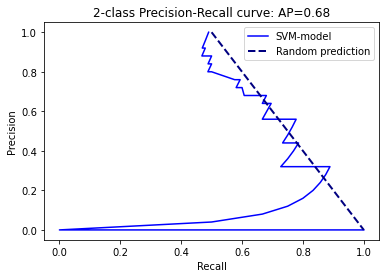 2-class Precision-Recall curve: AP=0.68
SVM-model
Random prediction
1.0
0.8
0.6
0.4
0.2
0.0
Precision
0.0 0.2 0.4 0.6 0.8 1.0
Recall